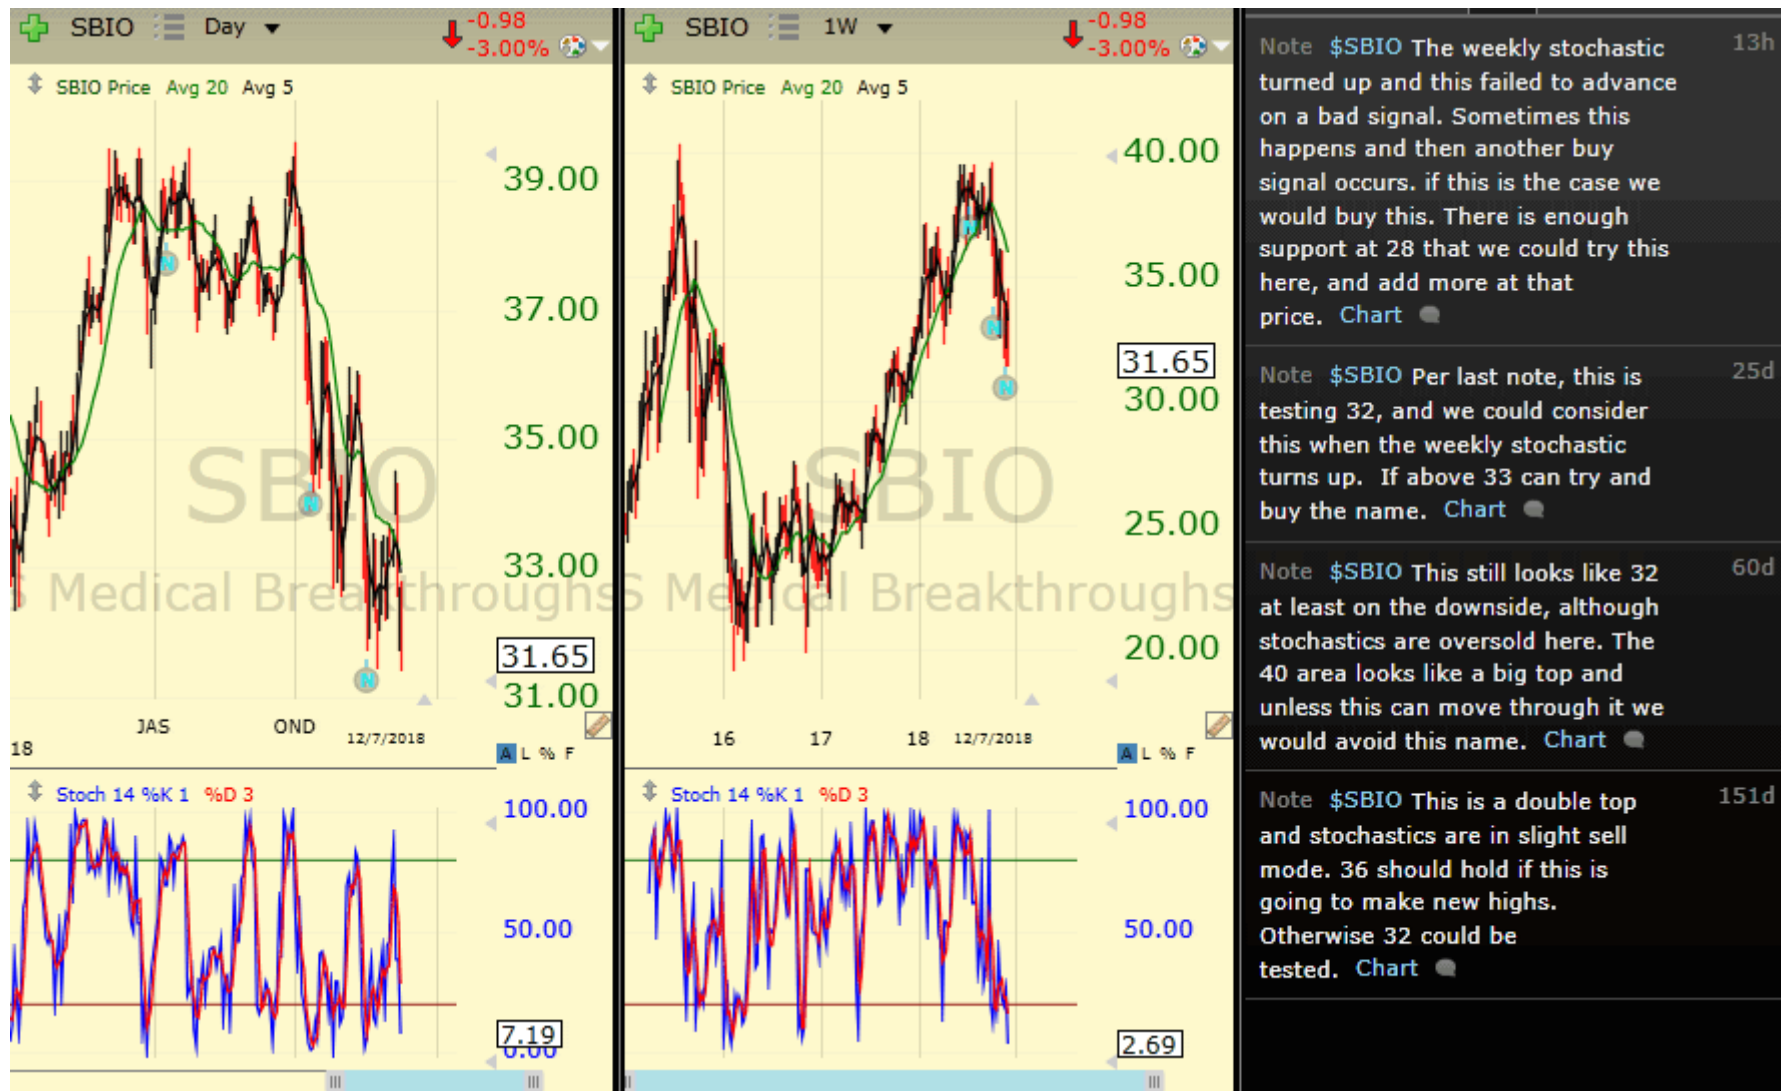 SBIO Day -0.98
-3.00%
SBIO Price Avg 20 Avg 5
39.00
37.00
35.00
33.00
31.65
31.00
SBIO
S Medical Breakthroughs
N
N
N
18 JAS OND 12/7/2018
A L % F
Stoch 14 %K 1 %D 3
100.00
50.00
7.19
0.00
SBIO 1W -0.98
-3.00%
SBIO Price Avg 20 Avg 5
40.00
35.00
31.65
30.00
25.00
20.00
SBIO
S Medical Breakthroughs
N
N
N
16 17 18 12/7/2018
A L % F
Stoch 14 %K 1 %D 3
100.00
50.00
2.69
Note $SBIO The weekly stochastic 13h
turned up and this failed to advance
on a bad signal. Sometimes this
happens and then another buy
signal occurs. if this is the case we
would buy this. There is enough
support at 28 that we could try this
here, and add more at that
price. Chart
Note $SBIO Per last note, this is 25d
testing 32, and we could consider
this when the weekly stochastic
turns up. If above 33 can try and
buy the name. Chart
Note $SBIO This still looks like 32 60d
at least on the downside, although
stochastics are oversold here. The
40 area looks like a big top and
unless this can move through it we
would avoid this name. Chart
Note $SBIO This is a double top 151d
and stochastics are in slight sell
mode. 36 should hold if this is
going to make new highs.
Otherwise 32 could be
tested. Chart